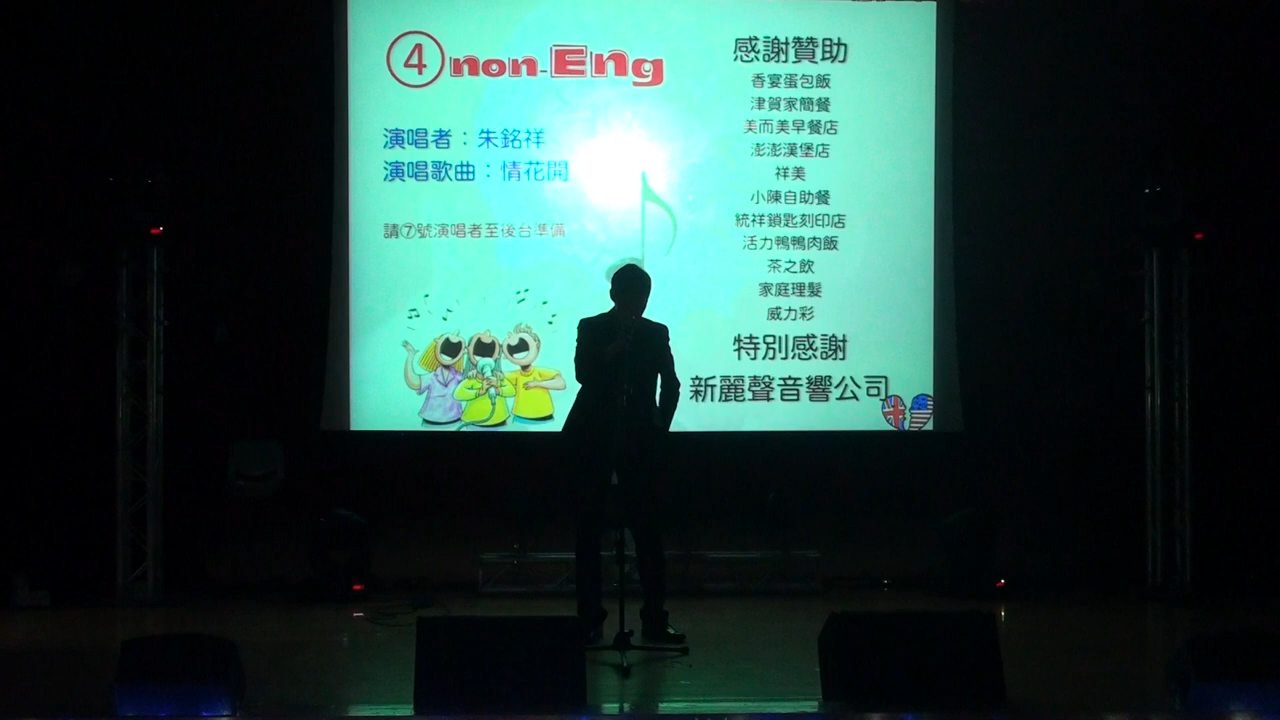 ④non-Eng
演唱者：朱銘祥
演唱歌曲：情花開
請⑦號演唱者至後台準備
感謝贊助
香宴蛋包飯
津賀家簡餐
美而美早餐店
澎澎漢堡店
祥美
小陳自助餐
統祥鎖匙刻印店
活力鴨鴨肉飯
茶之飲
家庭理髮
威力彩
特別感謝
新麗聲音響公司